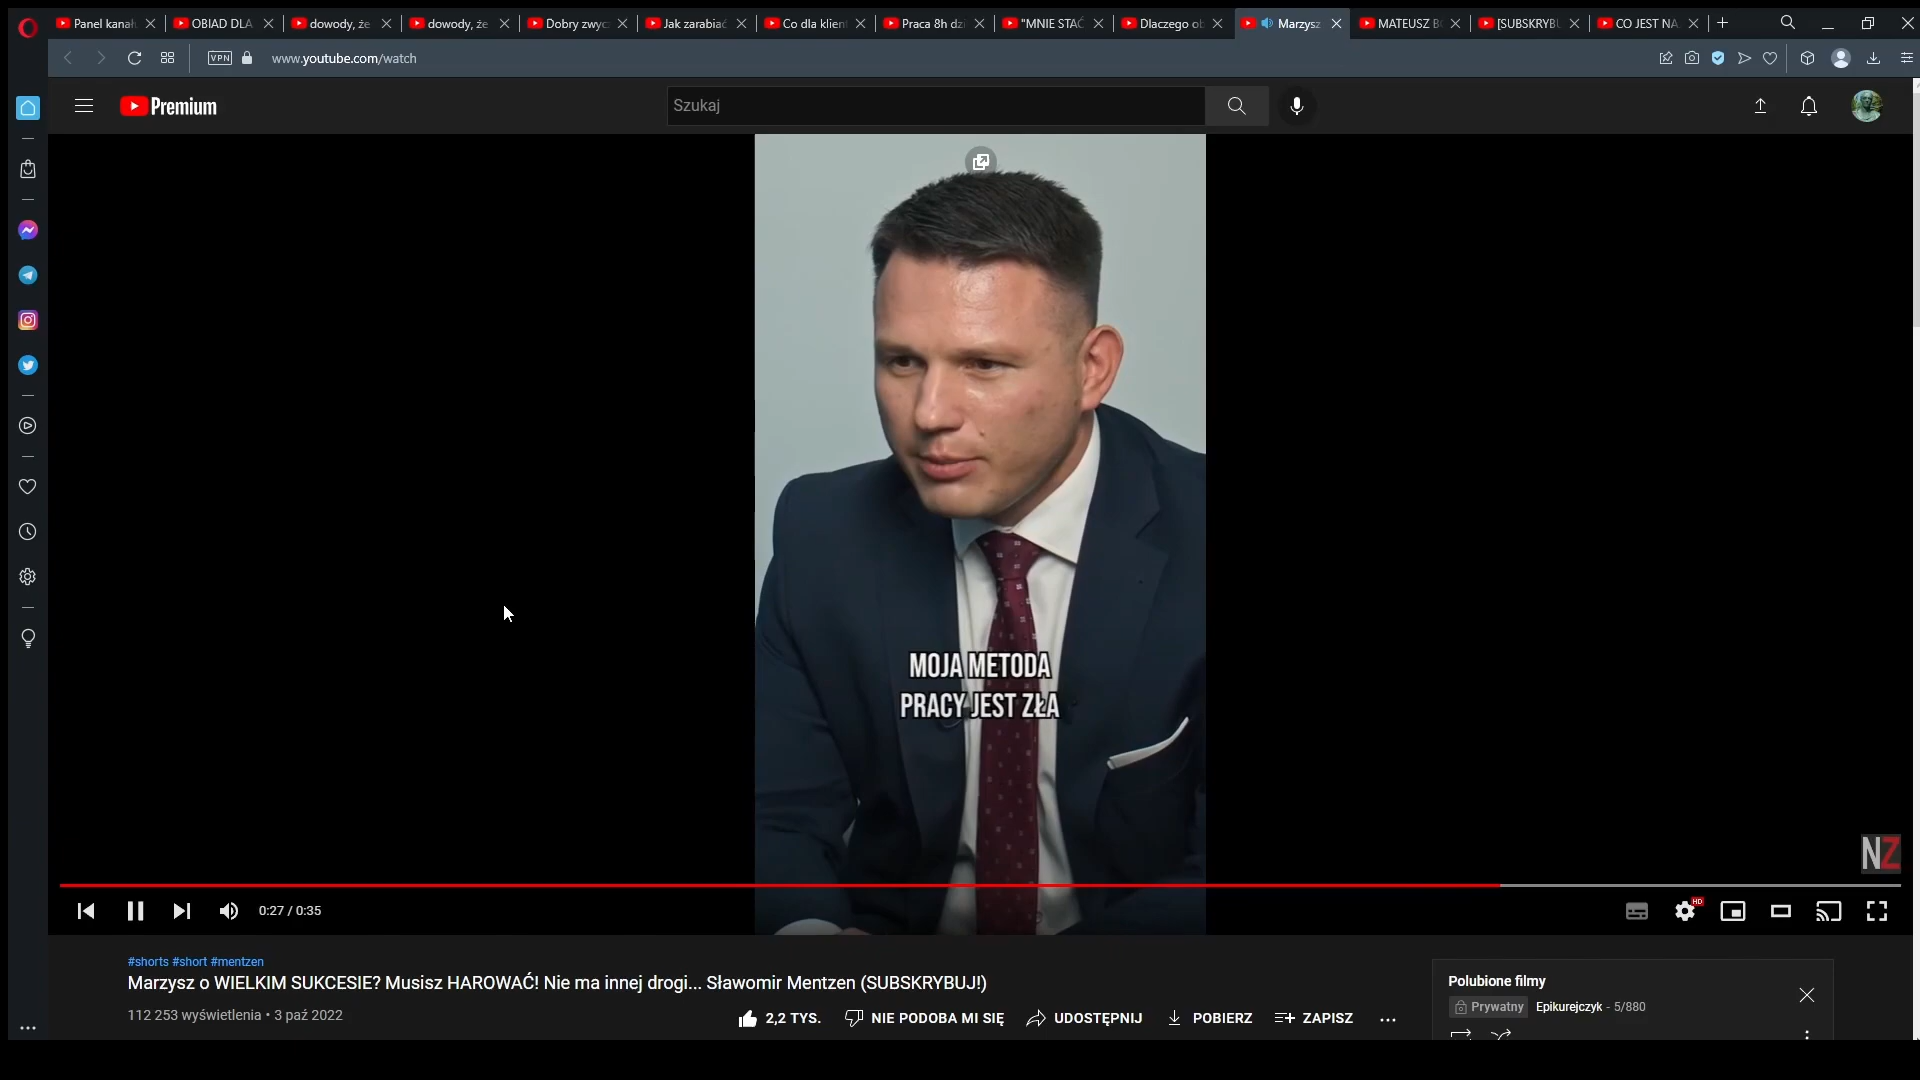 Panel kanał
OBIAD DLA
dowody, że
dowody, że
Dobry zwyc
Jak zarabiać
Co dla klien
Praca 8h dz
"MNIE STAĆ
Dlaczego ob
Marzysz
MATEUSZ B
[SUBSKRYBU
CO JEST NA
VPN
www.youtube.com/watch
Premium
Szukaj
MOJA METODA
PRACY JEST ZŁA
NZ
0:27 / 0:35
HD
#shorts #short #mentzen
Marzysz o WIELKIM SUKCESIE? Musisz HAROWAĆ! Nie ma innej drogi... Sławomir Mentzen (SUBSKRYBUJ!)
112 253 wyświetlenia • 3 paź 2022
2,2 TYS.
NIE PODOBA MI SIĘ
UDOSTĘPNIJ
POBIERZ
ZAPISZ
Polubione filmy
Prywatny
Epikurejczyk - 5/880